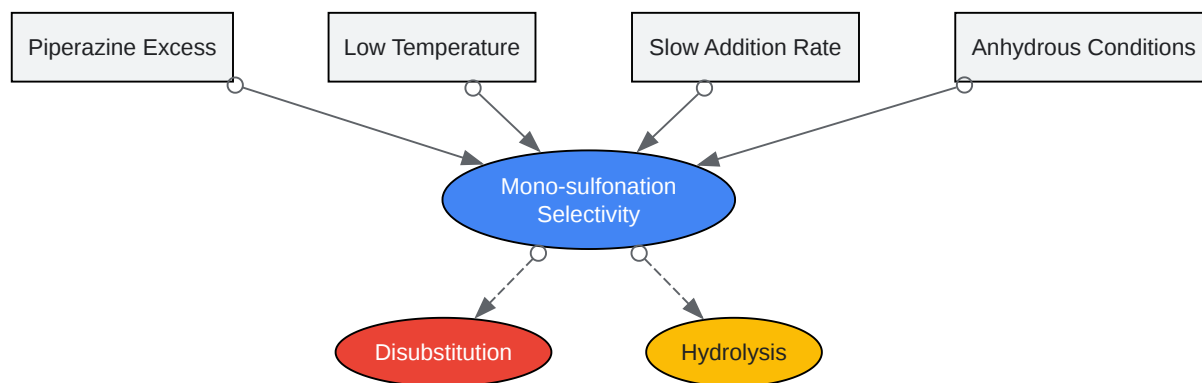 Piperazine Excess
Low Temperature
Slow Addition Rate
Anhydrous Conditions
Mono-sulfonation
Selectivity
Disubstitution
Hydrolysis